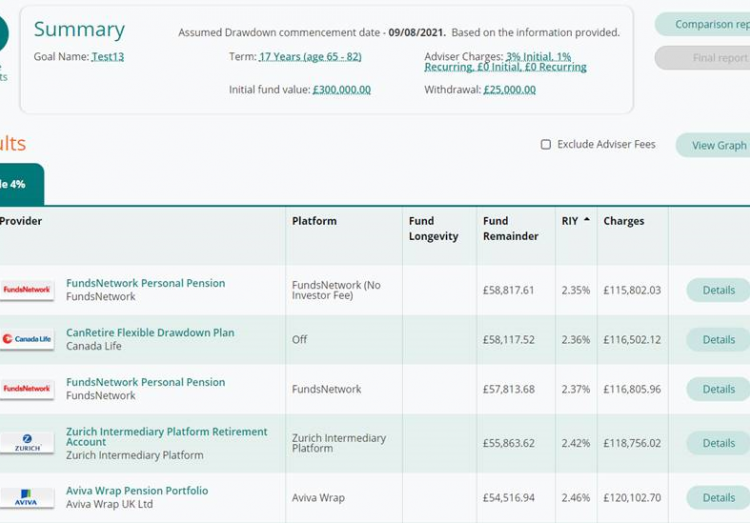 Summary
Assumed Drawdown commencement date - 09/08/2021. Based on the information provided.
Comparison rep
Goal Name: Test13
Term: 17 Years (age 65 - 82)
Adviser Charges: 3% Initial, 1%
Recurring, £0 Initial, £0 Recurring
Final report
ts
Initial fund value: £300,000.00
Withdrawal: £25,000.00
ults
Exclude Adviser Fees
View Graph
le 4%
Provider
Platform
Fund
Longevity
Fund
Remainder
RIY
Charges
FundsNetwork
FundsNetwork Personal Pension
FundsNetwork
FundsNetwork (No
Investor Fee)
£58,817.61
2.35%
£115,802.03
Details
Canada Life
CanRetire Flexible Drawdown Plan
Canada Life
Off
£58,117.52
2.36%
£116,502.12
Details
FundsNetwork
FundsNetwork Personal Pension
FundsNetwork
FundsNetwork
£57,813.68
2.37%
£116,805.96
Details
ZURICH
Zurich Intermediary Platform Retirement
Account
Zurich Intermediary Platform
Zurich Intermediary
Platform
£55,863.62
2.42%
£118,756.02
Details
AVIVA
Aviva Wrap Pension Portfolio
Aviva Wrap UK Ltd
Aviva Wrap
£54,516.94
2.46%
£120,102.70
Details